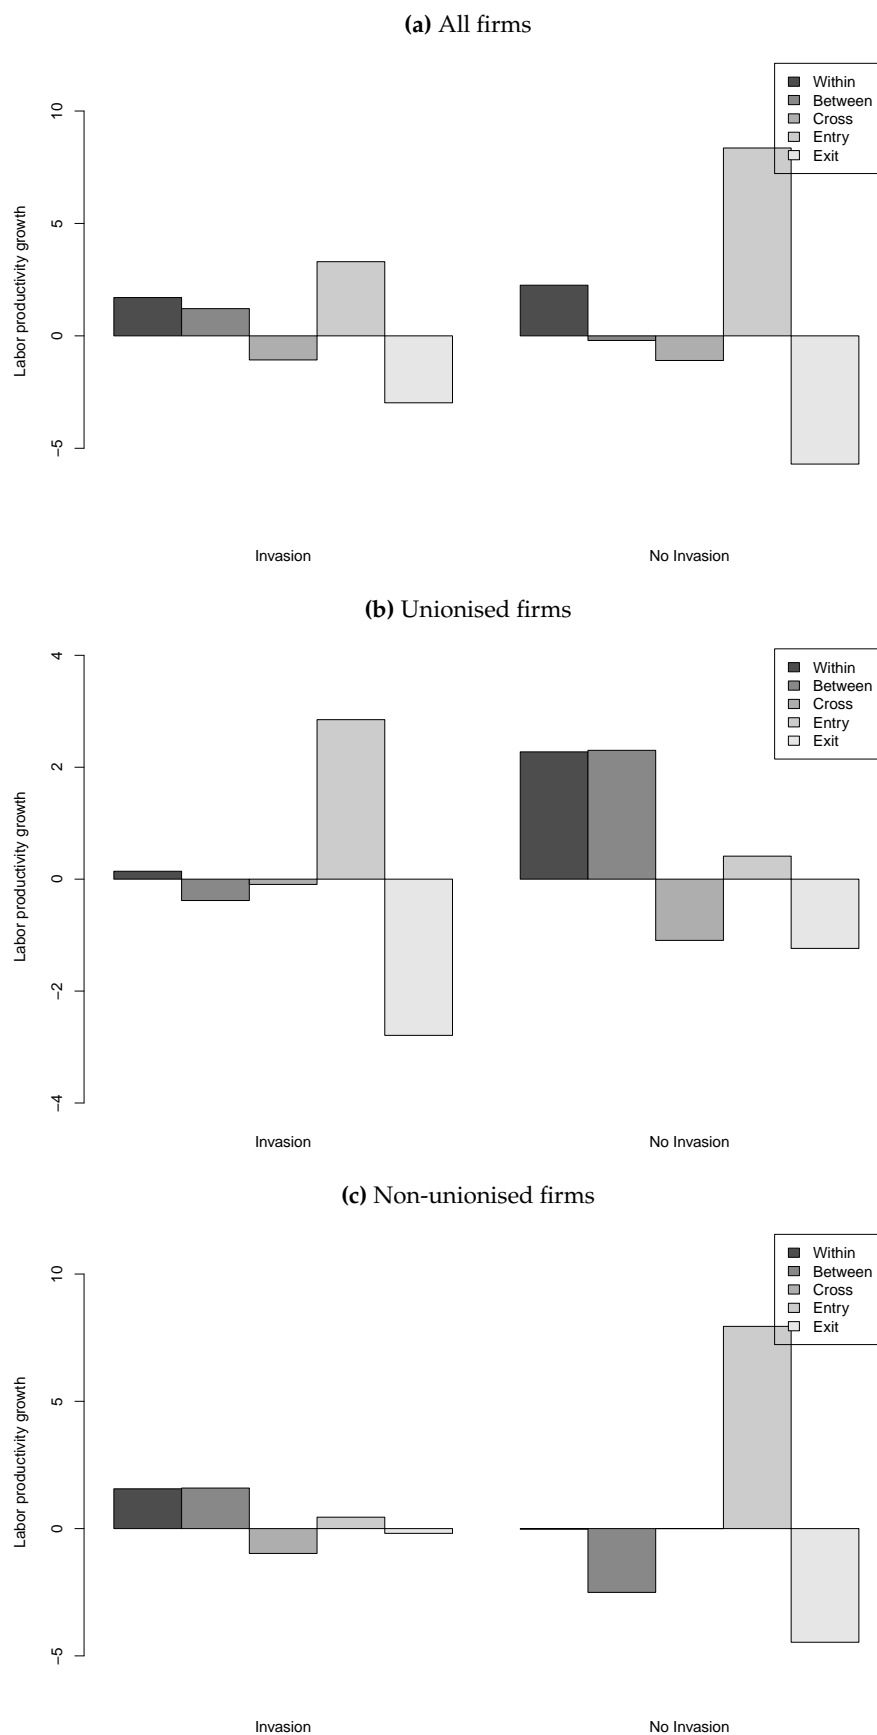 (a) All firms
Labor productivity growth
10
5
0
−5
Within
Between
Cross
Entry
Exit
Invasion
No Invasion
(b) Unionised firms
Labor productivity growth
4
2
0
−2
−4
Within
Between
Cross
Entry
Exit
Invasion
No Invasion
(c) Non-unionised firms
Labor productivity growth
10
5
0
−5
Within
Between
Cross
Entry
Exit
Invasion
No Invasion